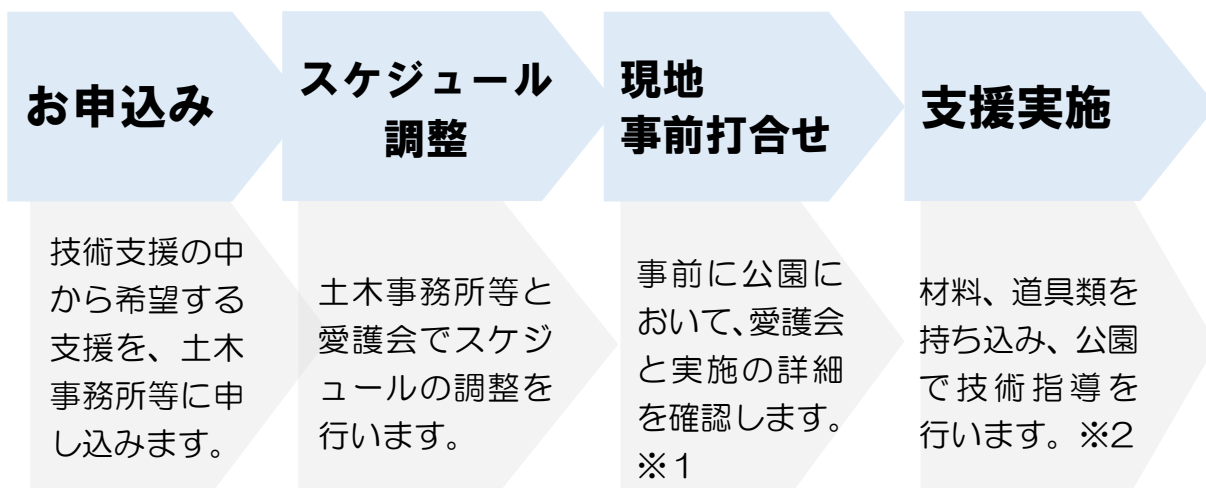 お申込み
技術支援の中
から希望する
支援を、土木
事務所等に申
し込みます。
スケジュール
調整
土木事務所等と
愛護会でスケジ
ュールの調整を
行います。
現地
事前打合せ
事前に公園に
おいて、愛護会
と実施の詳細
を確認します。
※１
支援実施
材料、道具類を
持ち込み、公園
で技術指導を
行います。※２